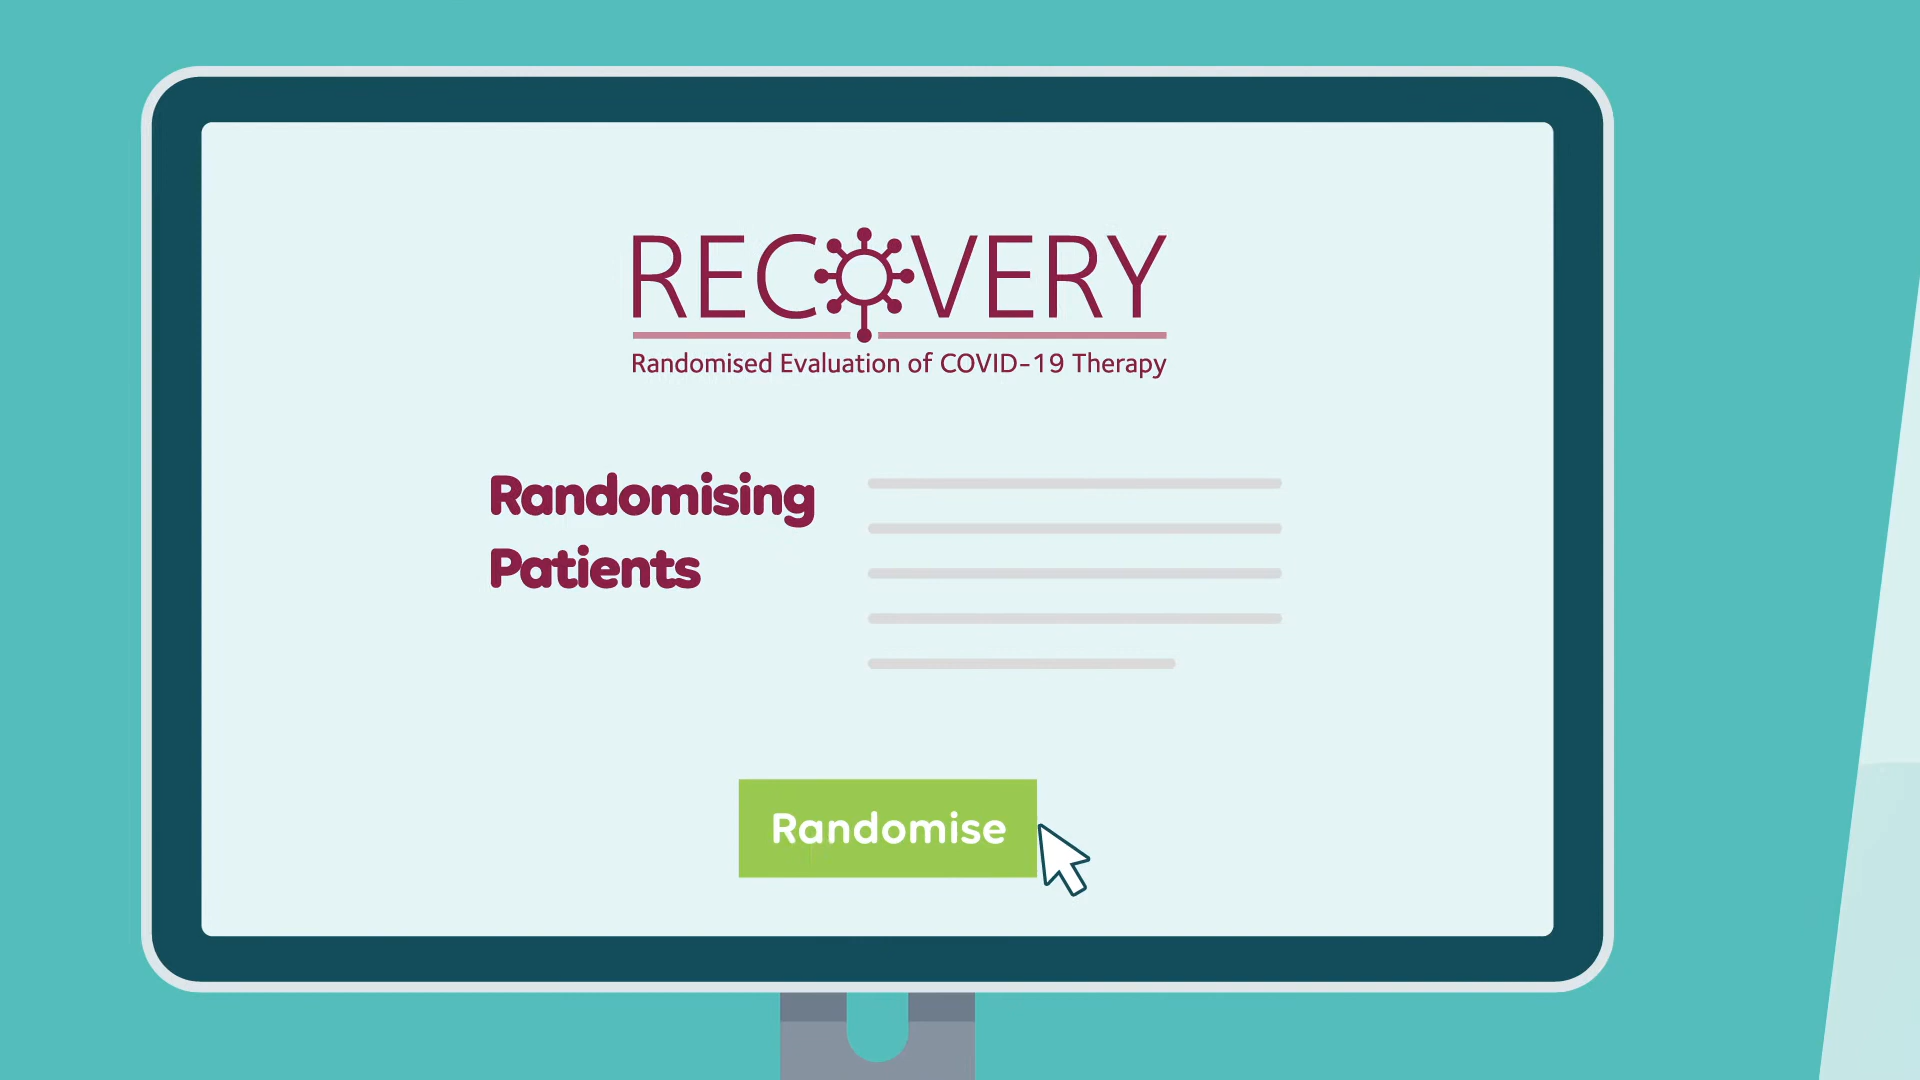 RECOVERY
Randomised Evaluation of COVID-19 Therapy
Randomising
Patients
Randomise